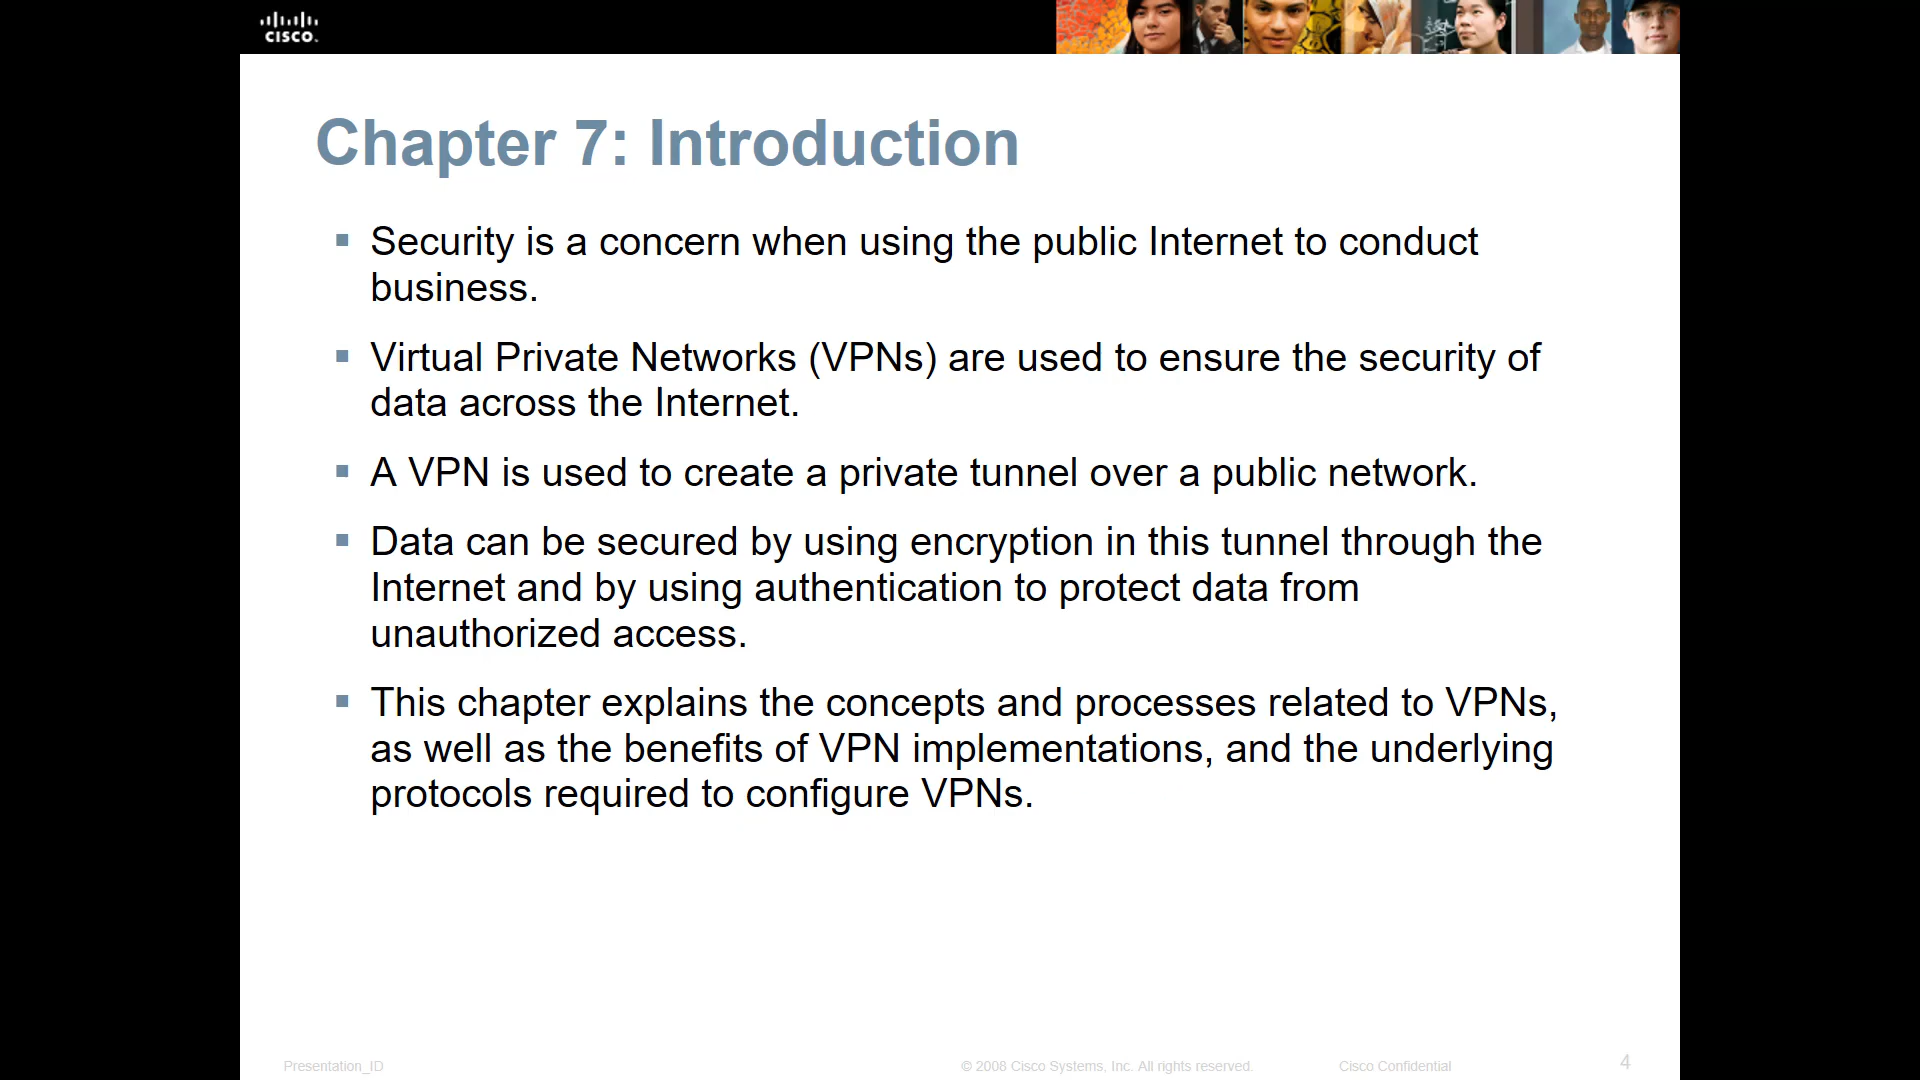 CISCO.
Chapter 7: Introduction
Security is a concern when using the public Internet to conduct
business.
Virtual Private Networks (VPNs) are used to ensure the security of
data across the Internet.
A VPN is used to create a private tunnel over a public network.
Data can be secured by using encryption in this tunnel through the
Internet and by using authentication to protect data from
unauthorized access.
This chapter explains the concepts and processes related to VPNs,
as well as the benefits of VPN implementations, and the underlying
protocols required to configure VPNs.
Presentation_ID © 2008 Cisco Systems, Inc. All rights reserved. Cisco Confidential 4